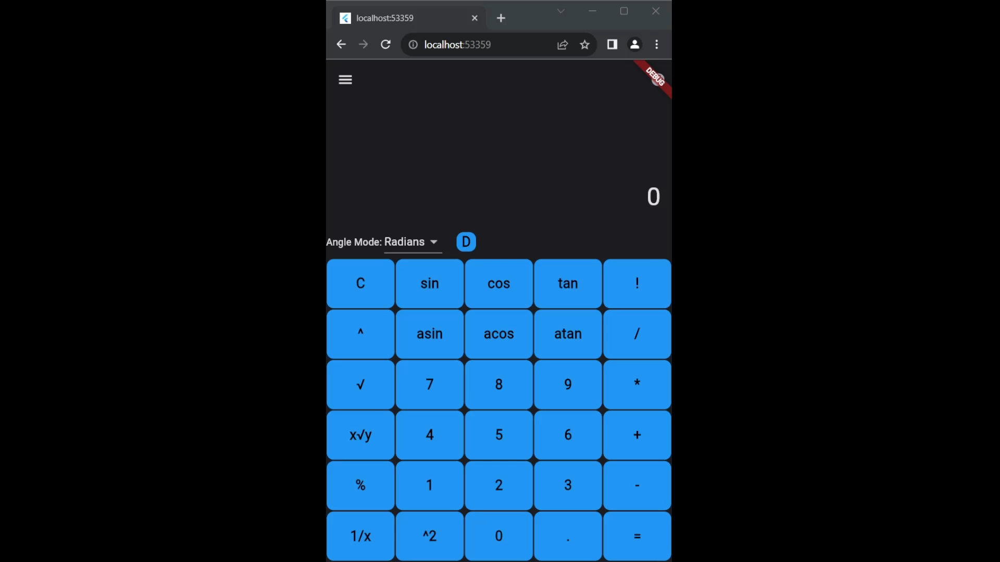 localhost:53359
localhost:53359
DEBUG
0
Angle Mode: Radians D
C sin cos tan !
^ asin acos atan /
√ 7 8 9 *
x√y 4 5 6 +
% 1 2 3 -
1/x ^2 0 . =